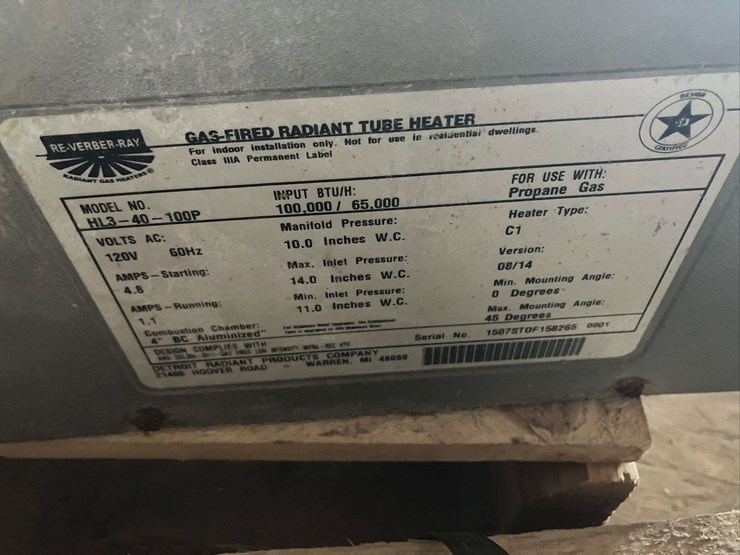 RE-VERBER-RAY
RADIANT GAS HEATERS®
GAS-FIRED RADIANT TUBE HEATER
For indoor installation only. Not for use in residential dwellings.
Class IIIA Permanent Label
DESIGN
CERTIFIED
MODEL NO.
HL3-40-100P
VOLTS AC:
120V 60Hz
AMPS-Starting:
4.8
AMPS-Running:
1.1
Combustion Chamber:
4" BC Aluminized"
INPUT BTU/H:
100,000 / 65,000
Manifold Pressure:
10.0 Inches W.C.
Max. Inlet Pressure:
14.0 Inches W.C.
Min. Inlet Pressure:
11.0 Inches W.C.
FOR USE WITH:
Propane Gas
Heater Type:
C1
Version:
08/14
Min. Mounting Angle:
0 Degrees
Max. Mounting Angle:
45 Degrees
Serial No. 1507STOF158265 0001
DESIGN COMPLIES WITH
DETROIT RADIANT PRODUCTS COMPANY
21400 HOOVER ROAD - WARREN, MI 48089